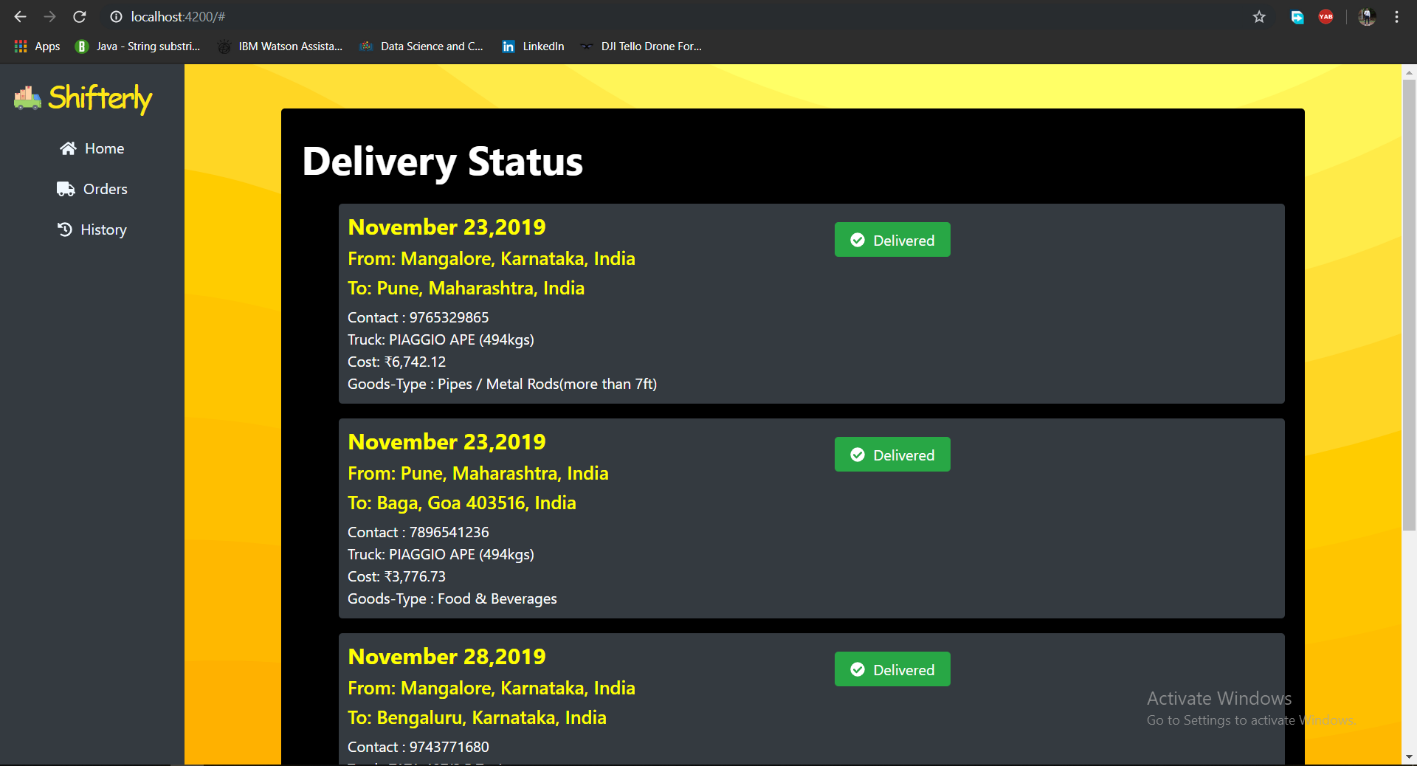 localhost:4200/#
YAB
Apps
Java - String substri...
IBM Watson Assista...
Data Science and C...
LinkedIn
DJI Tello Drone For...
Shifterly
Home
Orders
History
Delivery Status
November 23,2019
Delivered
From: Mangalore, Karnataka, India
To: Pune, Maharashtra, India
Contact : 9765329865
Truck: PIAGGIO APE (494kgs)
Cost: ₹6,742.12
Goods-Type : Pipes / Metal Rods(more than 7ft)
November 23,2019
Delivered
From: Pune, Maharashtra, India
To: Baga, Goa 403516, India
Contact : 7896541236
Truck: PIAGGIO APE (494kgs)
Cost: ₹3,776.73
Goods-Type : Food & Beverages
November 28,2019
Delivered
From: Mangalore, Karnataka, India
To: Bengaluru, Karnataka, India
Contact : 9743771680
Activate Windows
Go to Settings to activate Windows.